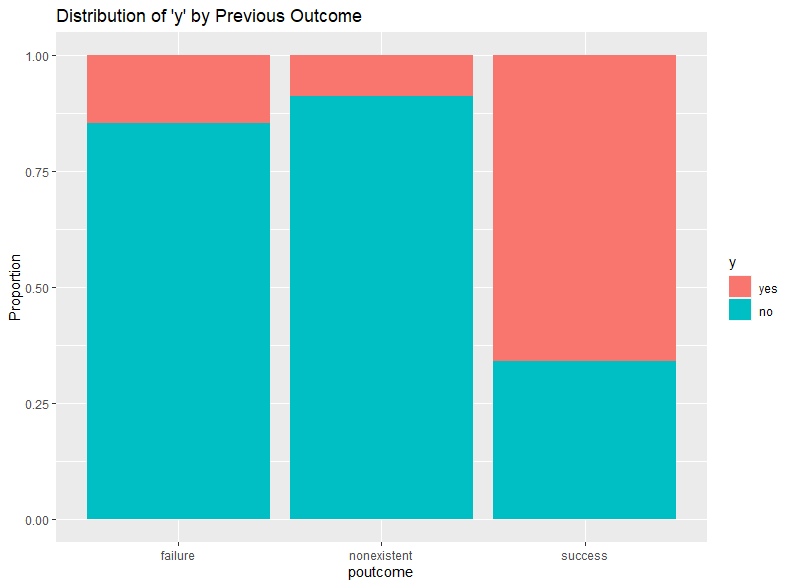 Distribution of 'y' by Previous Outcome
Proportion
1.00
0.75
0.50
0.25
0.00
failure nonexistent success
poutcome
y
yes
no